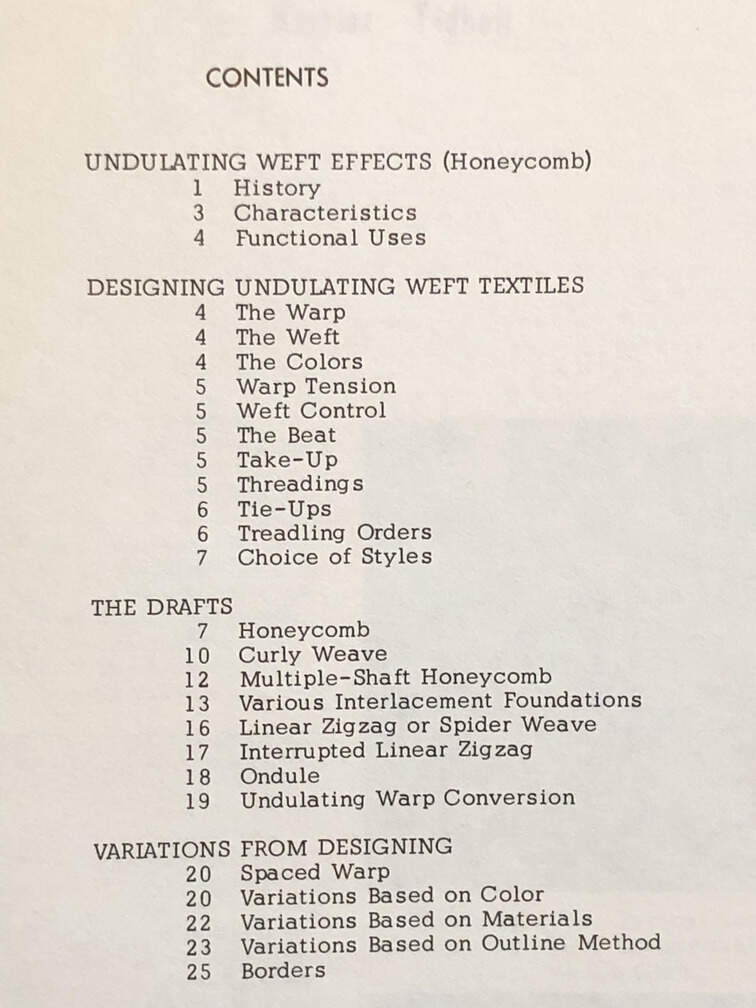 CONTENTS
UNDULATING WEFT EFFECTS (Honeycomb)
1 History
3 Characteristics
4 Functional Uses
DESIGNING UNDULATING WEFT TEXTILES
4 The Warp
4 The Weft
4 The Colors
5 Warp Tension
5 Weft Control
5 The Beat
5 Take-Up
5 Threadings
6 Tie-Ups
6 Treadling Orders
7 Choice of Styles
THE DRAFTS
7 Honeycomb
10 Curly Weave
12 Multiple-Shaft Honeycomb
13 Various Interlacement Foundations
16 Linear Zigzag or Spider Weave
17 Interrupted Linear Zigzag
18 Ondule
19 Undulating Warp Conversion
VARIATIONS FROM DESIGNING
20 Spaced Warp
20 Variations Based on Color
22 Variations Based on Materials
23 Variations Based on Outline Method
25 Borders